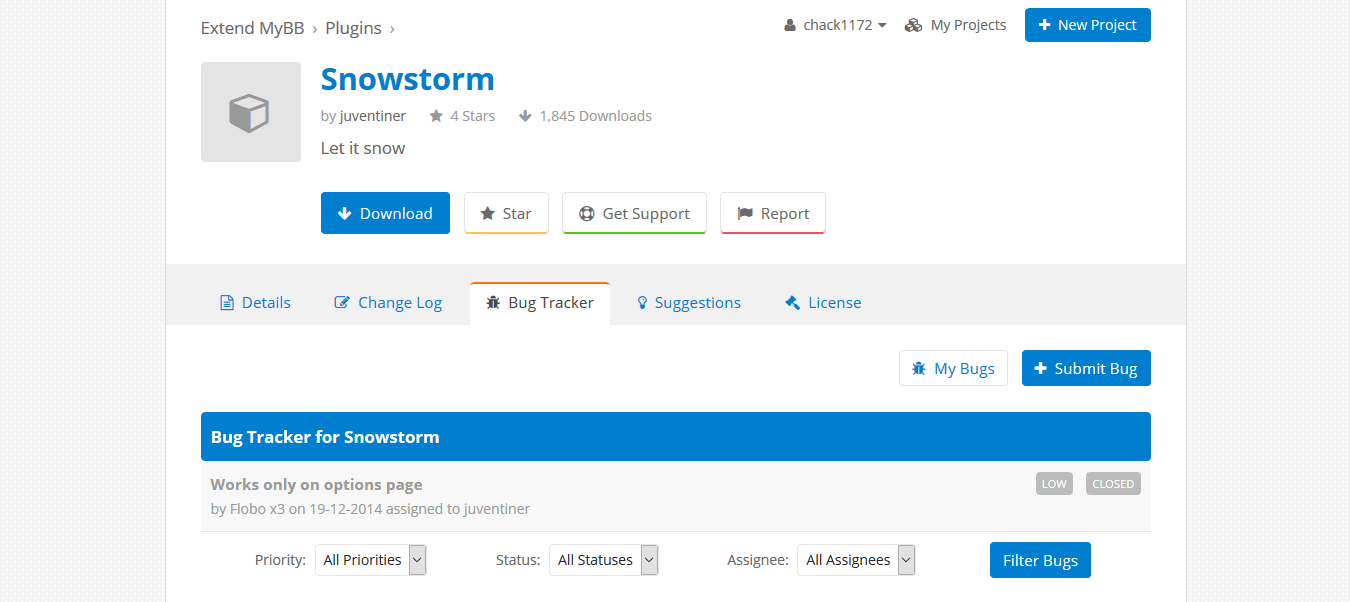 Extend MyBB › Plugins ›
chack1172 My Projects New Project
Snowstorm
by juventiner 4 Stars 1,845 Downloads
Let it snow
Download Star Get Support Report
Details Change Log Bug Tracker Suggestions License
My Bugs Submit Bug
Bug Tracker for Snowstorm
Works only on options page LOW CLOSED
by Flobo x3 on 19-12-2014 assigned to juventiner
Priority: All Priorities Status: All Statuses Assignee: All Assignees Filter Bugs